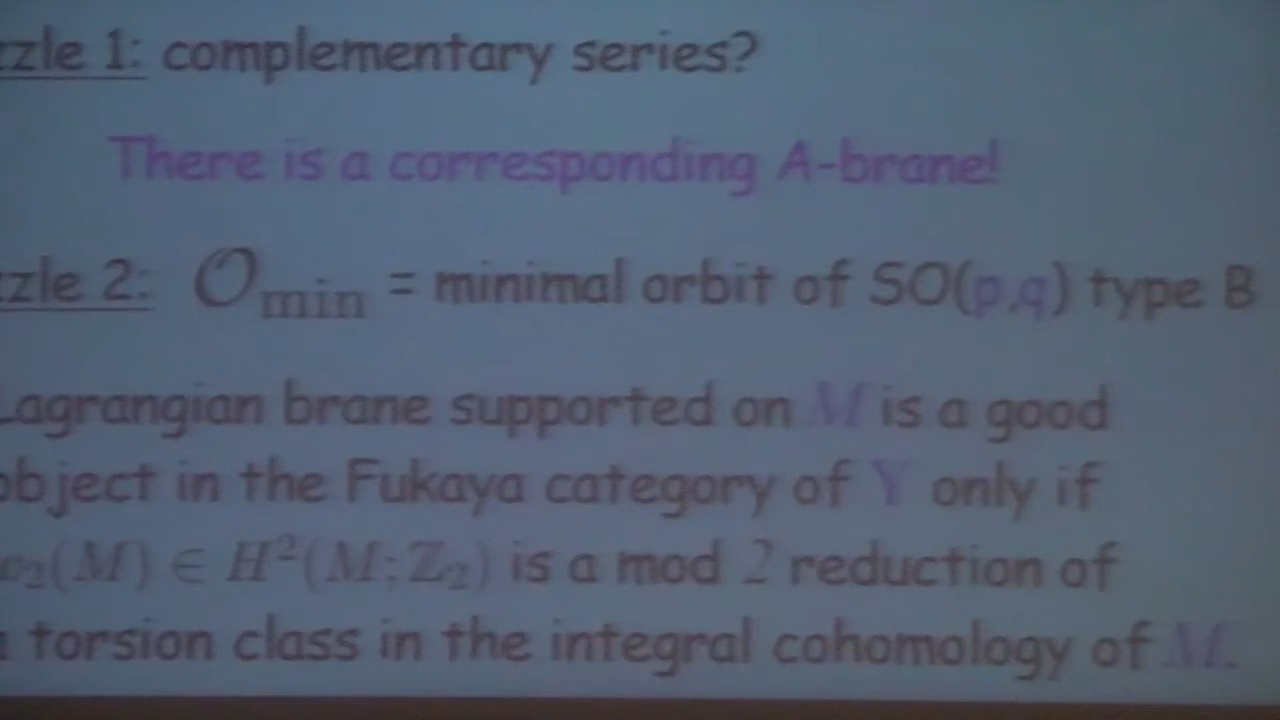 zzle 1: complementary series?
There is a corresponding A-brane!
zzle 2: O min = minimal orbit of SO(p,q) type B
Lagrangian brane supported on M is a good
object in the Fukaya category of Y only if
w₂(M) ∈ H²(M;Z₂) is a mod 2 reduction of
a torsion class in the integral cohomology of M.